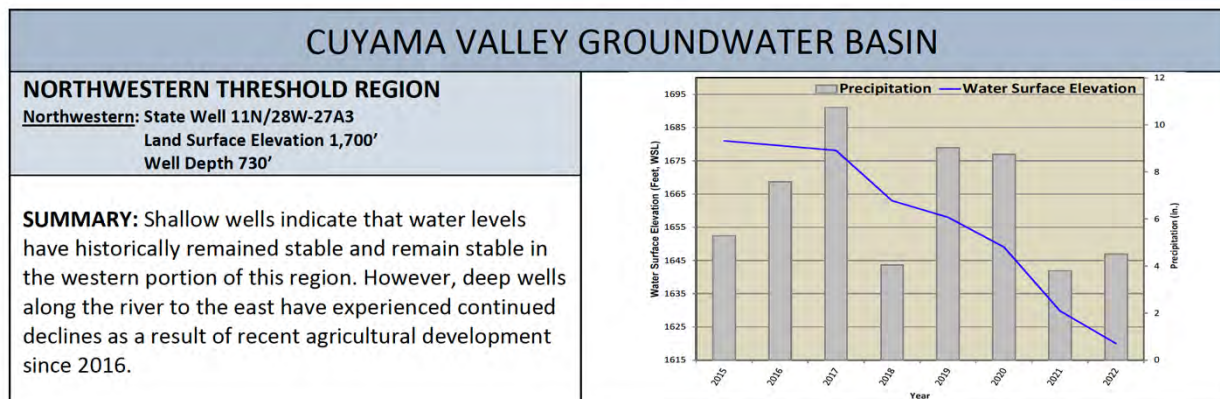 CUYAMA VALLEY GROUNDWATER BASIN
NORTHWESTERN THRESHOLD REGION
Northwestern: State Well 11N/28W-27A3
Land Surface Elevation 1,700'
Well Depth 730'
SUMMARY: Shallow wells indicate that water levels
have historically remained stable and remain stable in
the western portion of this region. However, deep wells
along the river to the east have experienced continued
declines as a result of recent agricultural development
since 2016.
Precipitation
Water Surface Elevation
Water Surface Elevation (Feet, WSL)
1695
1685
1675
1665
1655
1645
1635
1625
1615
12
10
8
6
4
2
0
Precipitation (in.)
2015
2016
2017
2018
2019
2020
2021
2022
Year